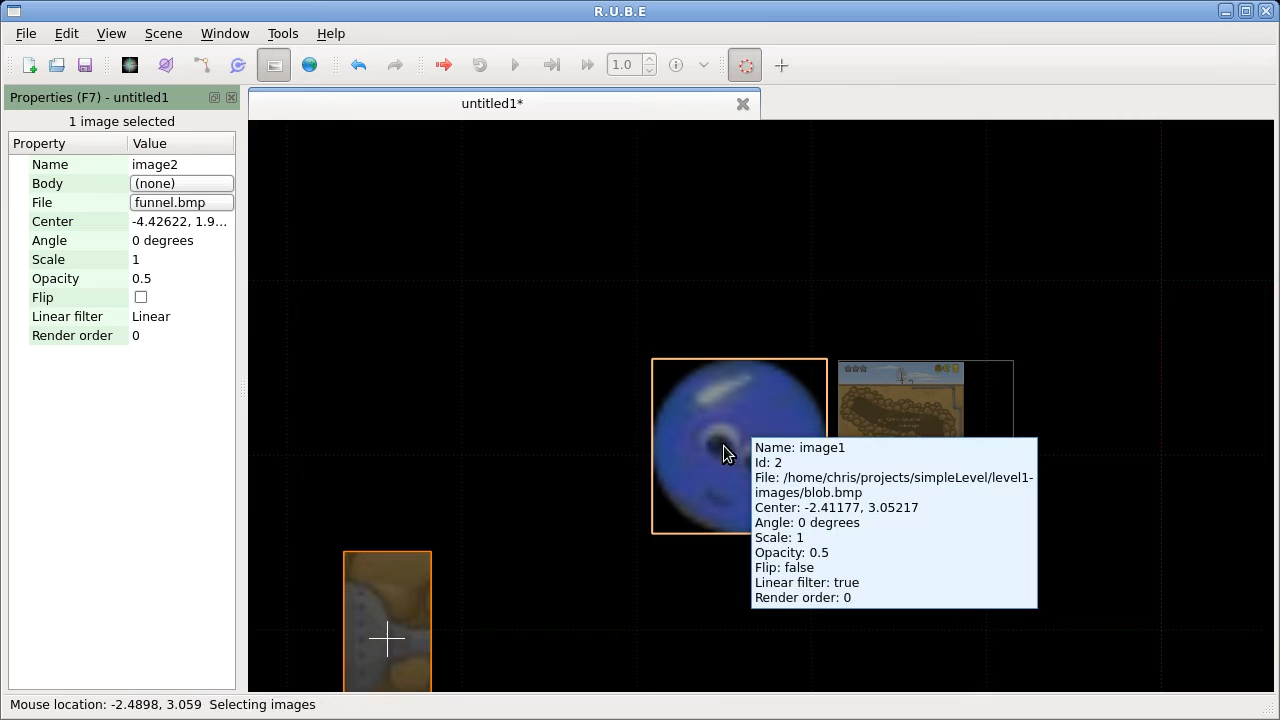 R.U.B.E
File Edit View Scene Window Tools Help
1.0
Properties (F7) - untitled1
untitled1*
1 image selected
Property Value
Name image2
Body (none)
File funnel.bmp
Center -4.42622, 1.9...
Angle 0 degrees
Scale 1
Opacity 0.5
Flip
Linear filter Linear
Render order 0
Name: image1
Id: 2
File: /home/chris/projects/simpleLevel/level1-
images/blob.bmp
Center: -2.41177, 3.05217
Angle: 0 degrees
Scale: 1
Opacity: 0.5
Flip: false
Linear filter: true
Render order: 0
Mouse location: -2.4898, 3.059 Selecting images